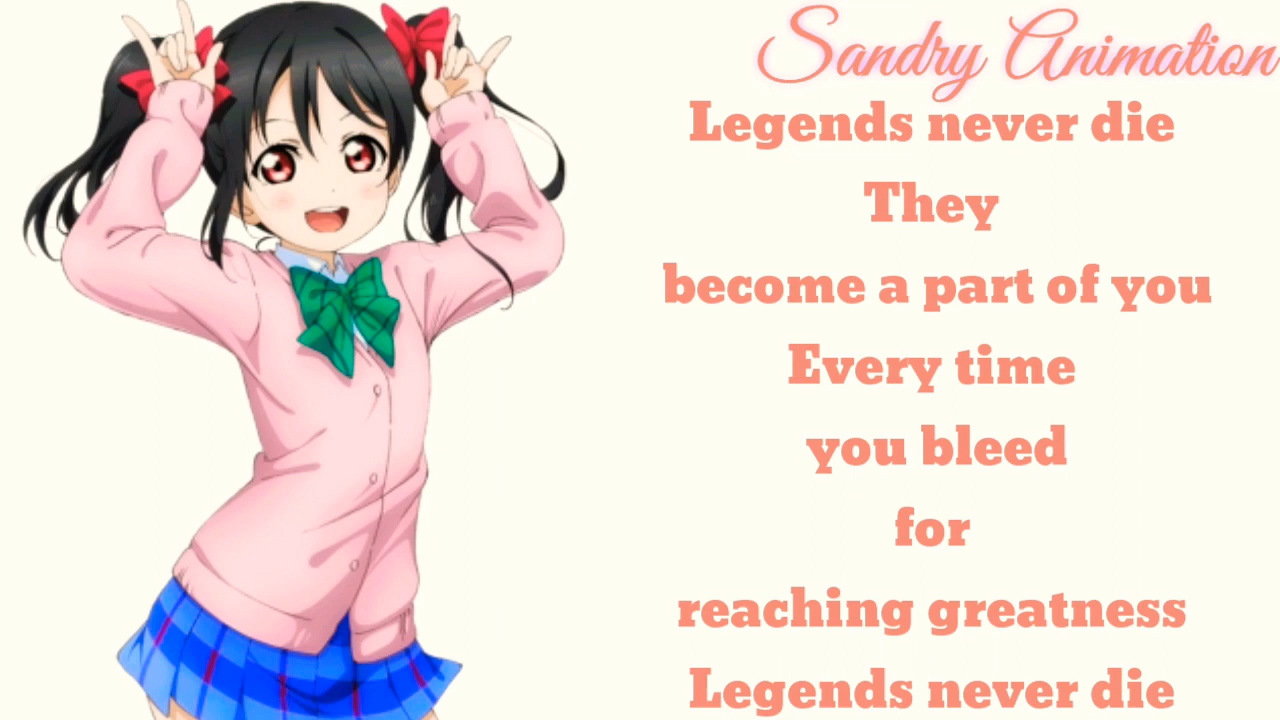 Sandry Animation
Legends never die
They
become a part of you
Every time
you bleed
for
reaching greatness
Legends never die